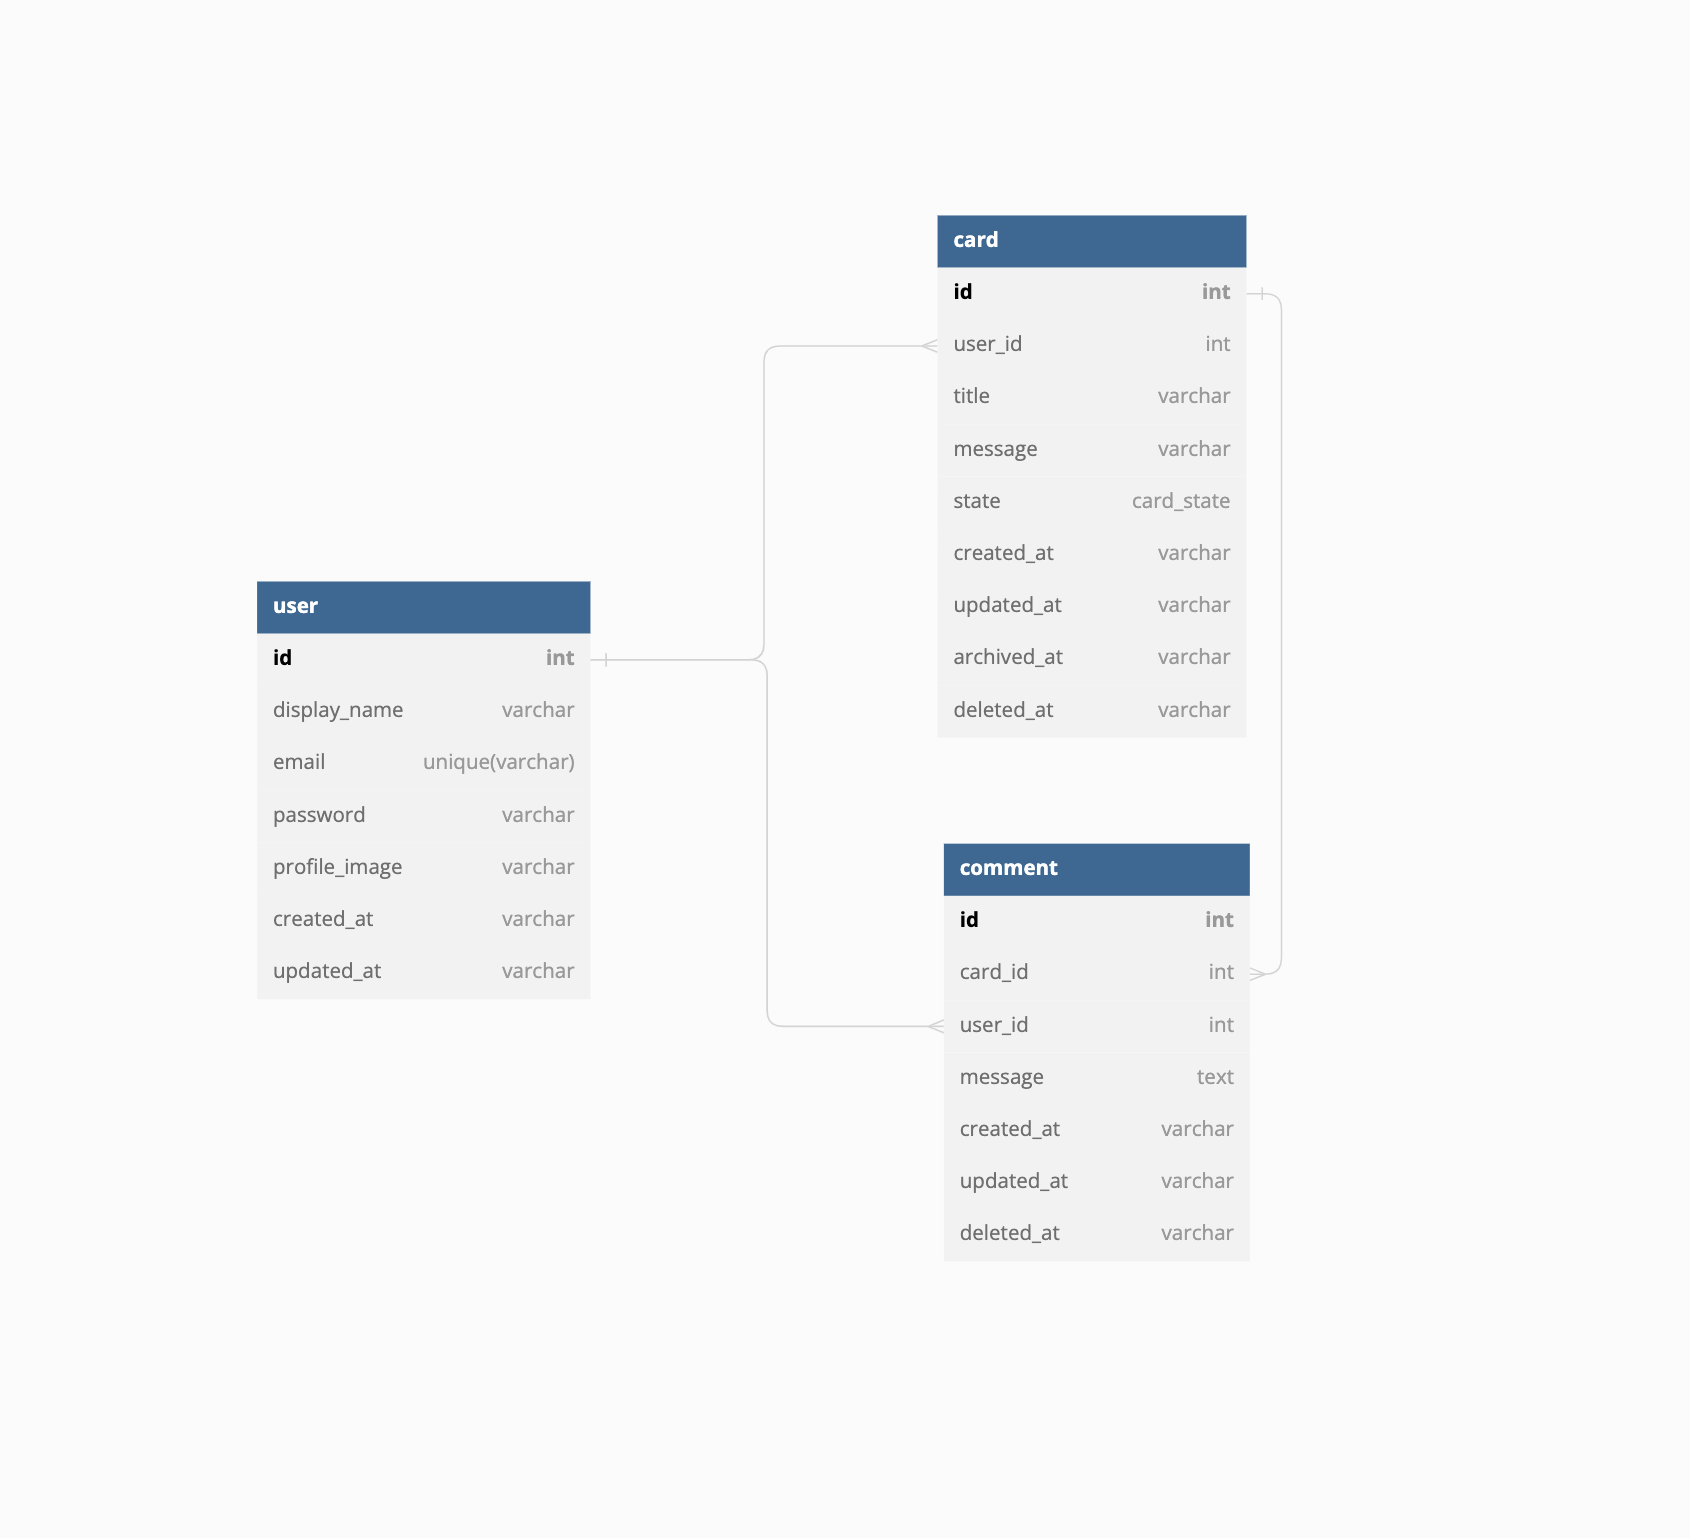 card
id int
user_id int
title varchar
message varchar
state card_state
created_at varchar
updated_at varchar
archived_at varchar
deleted_at varchar
user
id int
display_name varchar
email unique(varchar)
password varchar
profile_image varchar
created_at varchar
updated_at varchar
comment
id int
card_id int
user_id int
message text
created_at varchar
updated_at varchar
deleted_at varchar